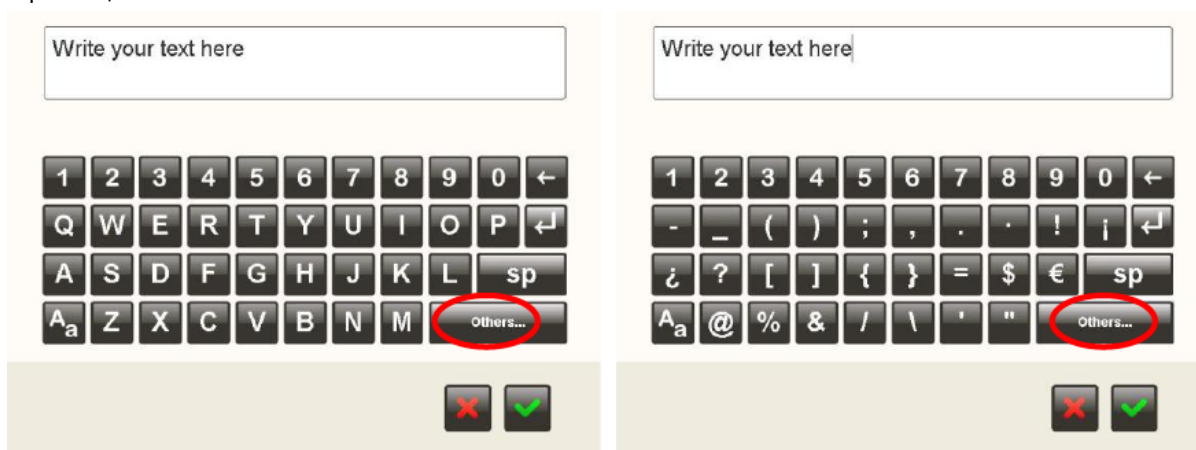 Write your text here
1 2 3 4 5 6 7 8 9 0 ←
Q W E R T Y U I O P ↵
A S D F G H J K L sp
Aa Z X C V B N M Others...
Write your text here
1 2 3 4 5 6 7 8 9 0 ←
- _ ( ) ; , . · ! ¡ ↵
¿ ? [ ] { } = $ € sp
Aa @ % & / \ ' " Others...